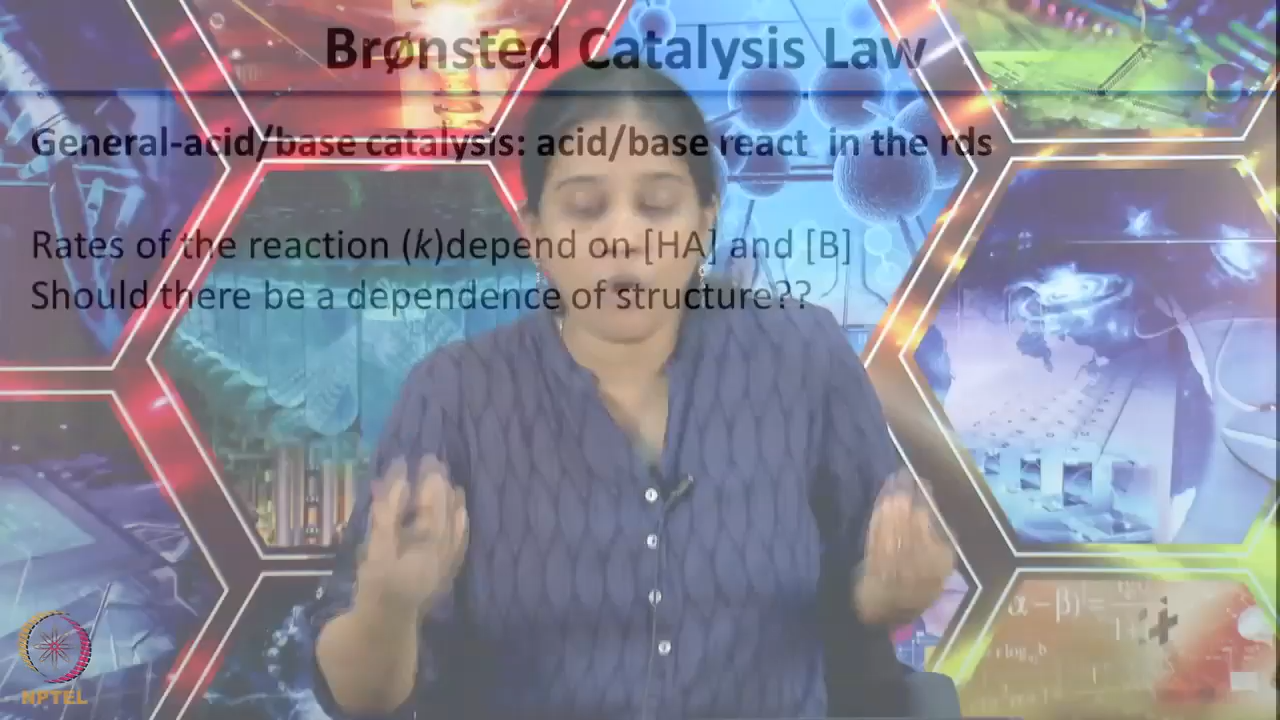 Brønsted Catalysis Law
General-acid/base catalysis: acid/base react in the rds
Rates of the reaction (k)depend on [HA] and [B]
Should there be a dependence of structure??
α-β)=
NPTEL